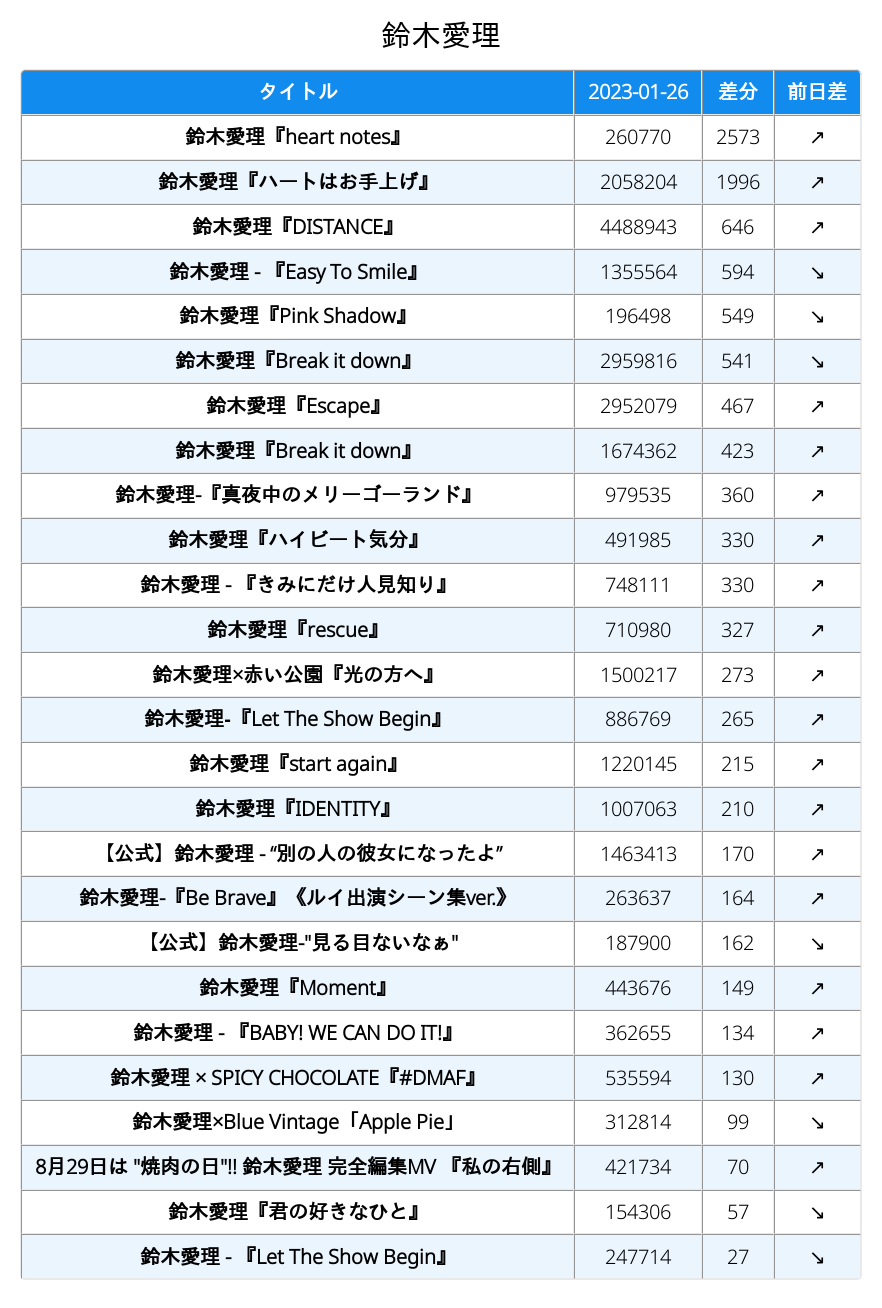 鈴木愛理
タイトル 2023-01-26 差分 前日差
鈴木愛理『heart notes』 260770 2573 ↗
鈴木愛理『ハートはお手上げ』 2058204 1996 ↗
鈴木愛理『DISTANCE』 4488943 646 ↗
鈴木愛理 - 『Easy To Smile』 1355564 594 ↘
鈴木愛理『Pink Shadow』 196498 549 ↘
鈴木愛理『Break it down』 2959816 541 ↘
鈴木愛理『Escape』 2952079 467 ↗
鈴木愛理『Break it down』 1674362 423 ↗
鈴木愛理-『真夜中のメリーゴーランド』 979535 360 ↗
鈴木愛理『ハイビート気分』 491985 330 ↗
鈴木愛理 - 『きみにだけ人見知り』 748111 330 ↗
鈴木愛理『rescue』 710980 327 ↗
鈴木愛理×赤い公園『光の方へ』 1500217 273 ↗
鈴木愛理-『Let The Show Begin』 886769 265 ↗
鈴木愛理『start again』 1220145 215 ↗
鈴木愛理『IDENTITY』 1007063 210 ↗
【公式】鈴木愛理 - “別の人の彼女になったよ” 1463413 170 ↗
鈴木愛理-『Be Brave』《ルイ出演シーン集ver.》 263637 164 ↗
【公式】鈴木愛理-"見る目ないなぁ" 187900 162 ↘
鈴木愛理『Moment』 443676 149 ↗
鈴木愛理 - 『BABY! WE CAN DO IT!』 362655 134 ↗
鈴木愛理 × SPICY CHOCOLATE『#DMAF』 535594 130 ↗
鈴木愛理×Blue Vintage「Apple Pie」 312814 99 ↘
8月29日は "焼肉の日"!! 鈴木愛理 完全編集MV 『私の右側』 421734 70 ↗
鈴木愛理『君の好きなひと』 154306 57 ↘
鈴木愛理 - 『Let The Show Begin』 247714 27 ↘